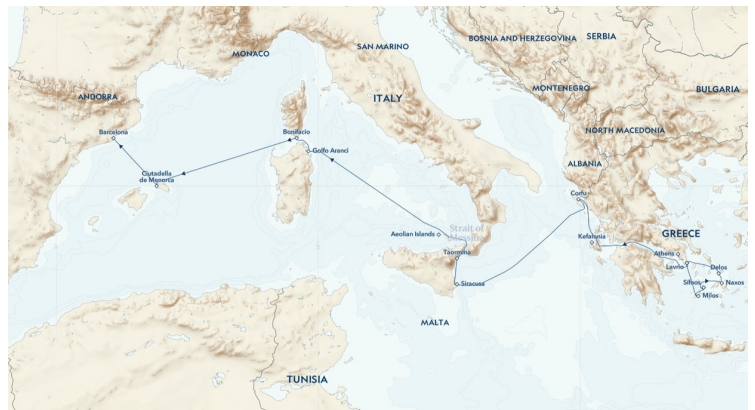 BOSNIA AND HERZEGOVINA
SERBIA
SAN MARINO
MONACO
MONTENEGRO
BULGARIA
ANDORRA
ITALY
NORTH MACEDONIA
Barcelona
Bonifacio
Golfo Aranci
ALBANIA
Ciutadella
de Menorca
Corfu
Strait of
Messina
Aeolian Islands
Kefalonia
GREECE
Taormina
Athens
Lavrio
Delos
Siracusa
Sifnos
Naxos
Milos
MALTA
TUNISIA